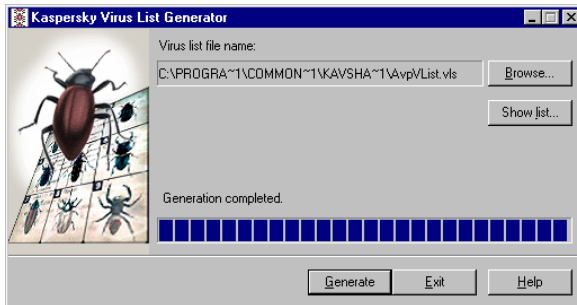 Kaspersky Virus List Generator
Virus list file name:
C:\PROGRA~1\COMMON~1\KAVSHA~1\AvpVList.vls
Browse...
Show list...
Generation completed.
Generate
Exit
Help